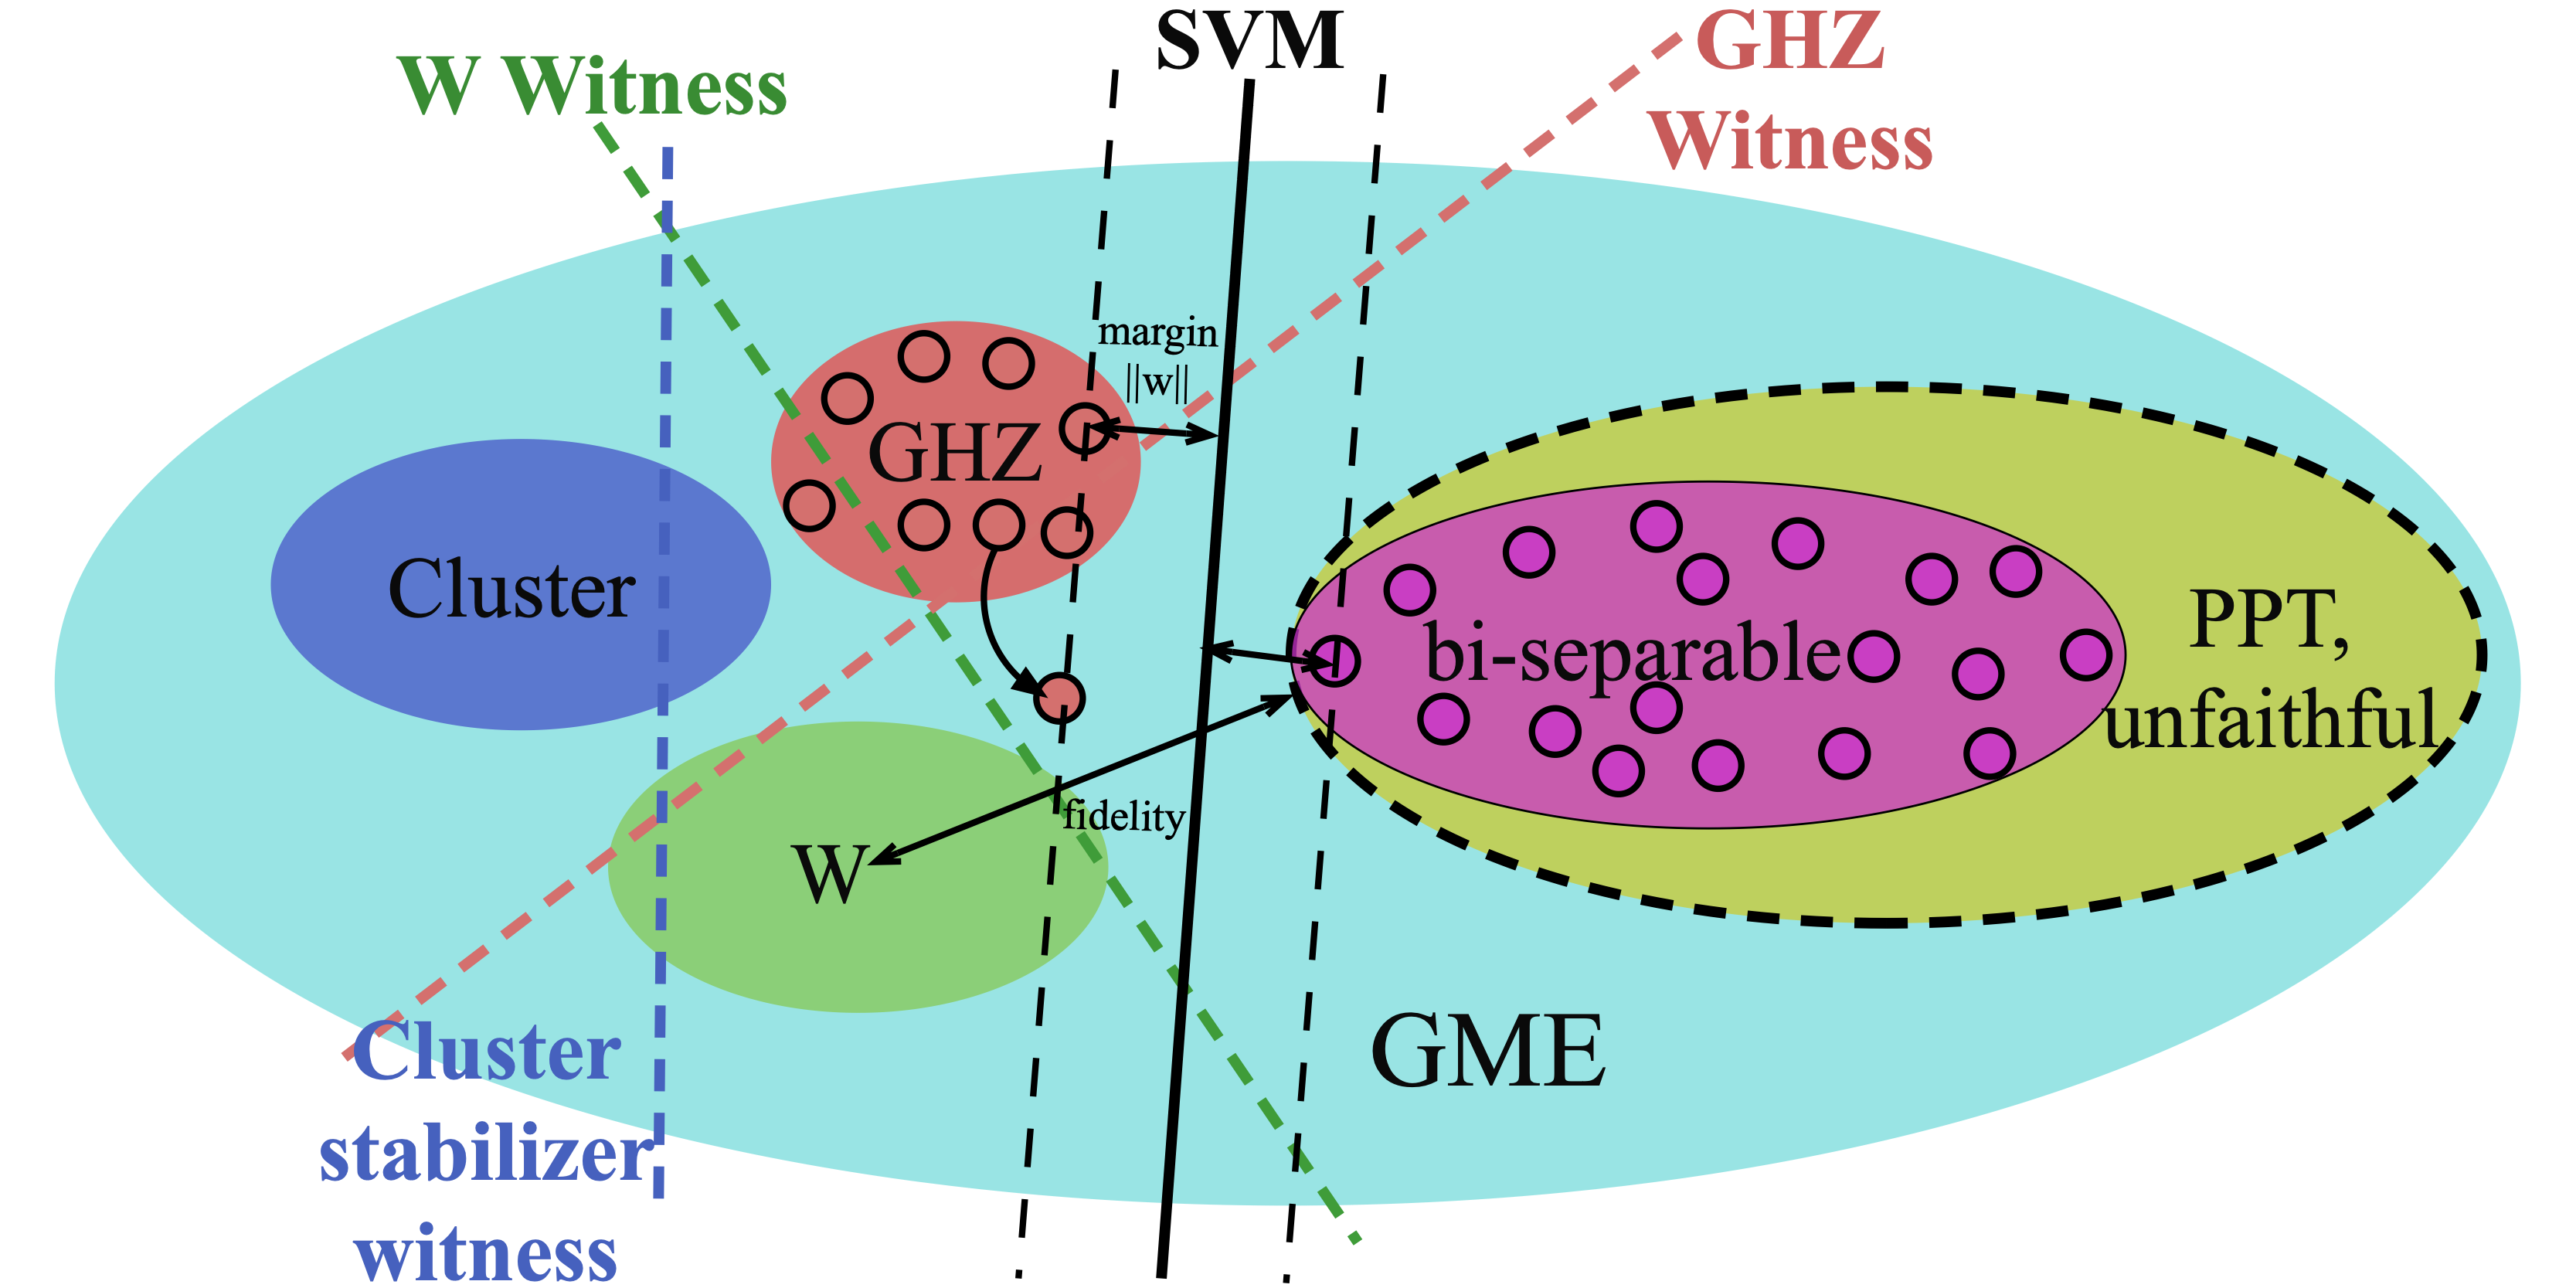 SVM
GHZ
Witness
W Witness
margin
||w||
GHZ
Cluster
bi-separable
PPT,
unfaithful
fidelity
W
GME
Cluster
stabilizer
witness